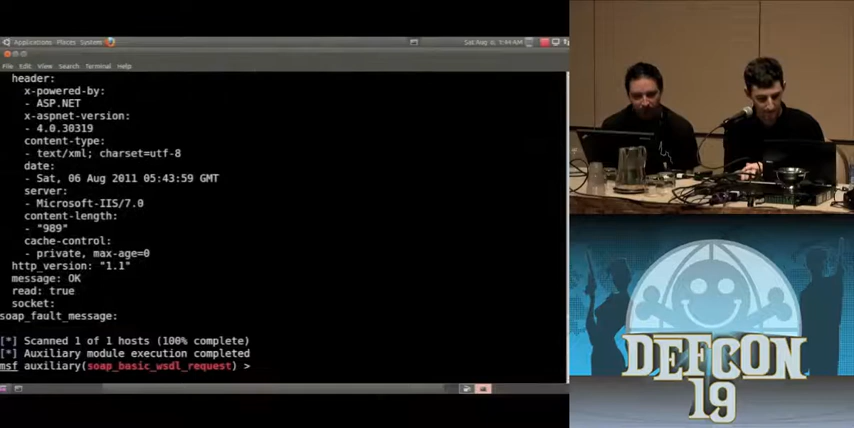 Applications Places System
Sat Aug 6, 1:44 AM
File Edit View Search Terminal Help
header:
x-powered-by:
- ASP.NET
x-aspnet-version:
- 4.0.30319
content-type:
- text/xml; charset=utf-8
date:
- Sat, 06 Aug 2011 05:43:59 GMT
server:
- Microsoft-IIS/7.0
content-length:
- "989"
cache-control:
- private, max-age=0
http_version: "1.1"
message: OK
read: true
socket:
soap_fault_message:
[*] Scanned 1 of 1 hosts (100% complete)
[*] Auxiliary module execution completed
msf auxiliary(soap_basic_wsdl_request) >
DEFCON
19